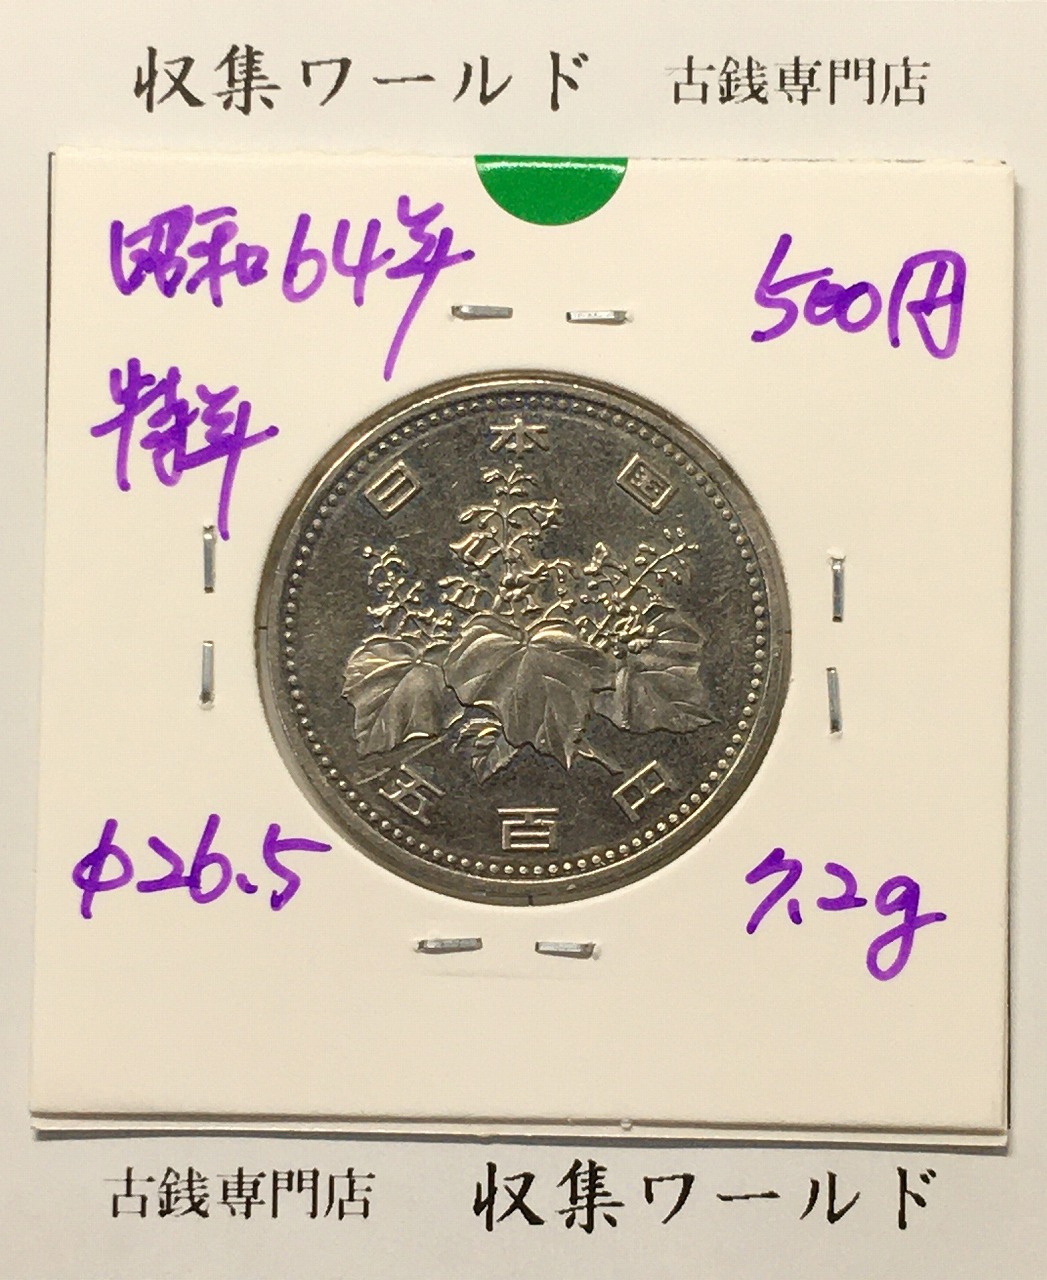 収集ワールド 古銭専門店
昭和64年 500円
特年
日本国
五百円
φ26.5 7.2g
古銭専門店 収集ワールド